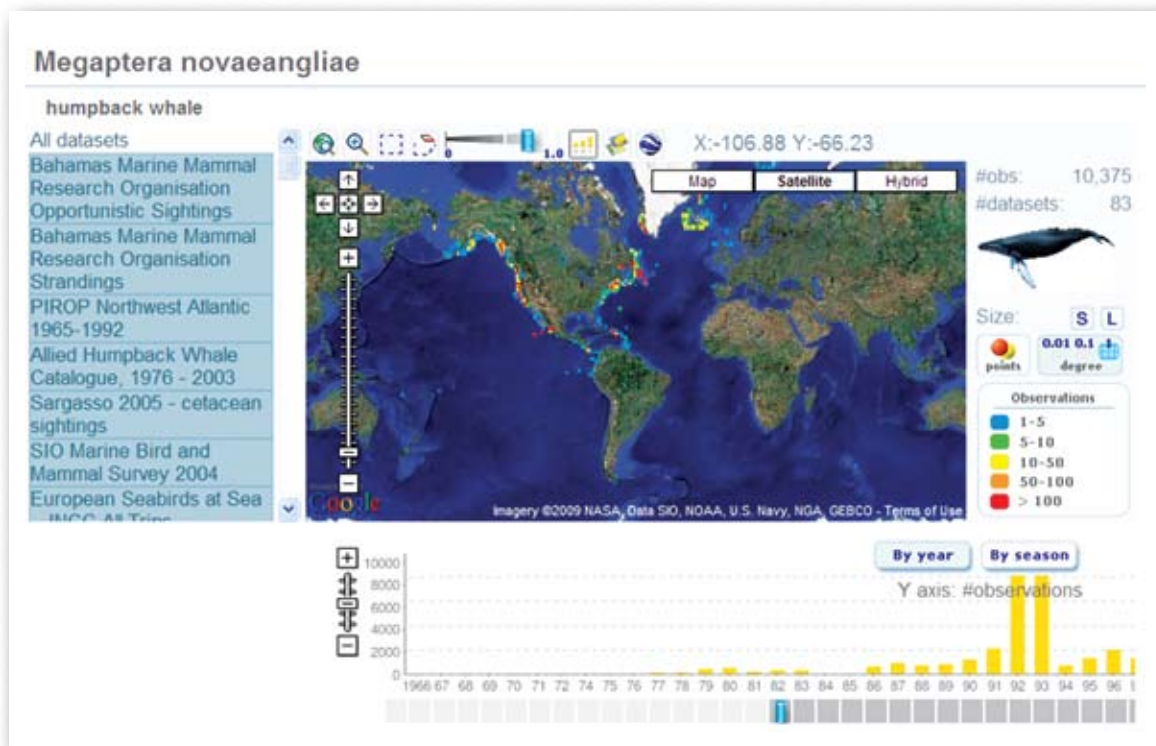 Megaptera novaeangliae
humpback whale
All datasets
Bahamas Marine Mammal
Research Organisation
Opportunistic Sightings
Bahamas Marine Mammal
Research Organisation
Strandings
PIROP Northwest Atlantic
1965-1992
Allied Humpback Whale
Catalogue, 1976 - 2003
Sargasso 2005 - cetacean
sightings
SIO Marine Bird and
Mammal Survey 2004
European Seabirds at Sea
All Trips
0
1.0
X:-106.88 Y:-66.23
Map
Satellite
Hybrid
Google
Imagery ©2009 NASA, Data SIO, NOAA, U.S. Navy, NGA, GEBCO - Terms of Use
#obs: 10,375
#datasets: 83
Size: S L
points
0.01 0.1 1
degree
Observations
1-5
5-10
10-50
50-100
> 100
By year
By season
Y axis: #observations
10000
8000
6000
4000
2000
0
1966 67 68 69 70 71 72 74 75 76 77 78 79 80 81 82 83 84 85 86 87 88 89 90 91 92 93 94 95 96